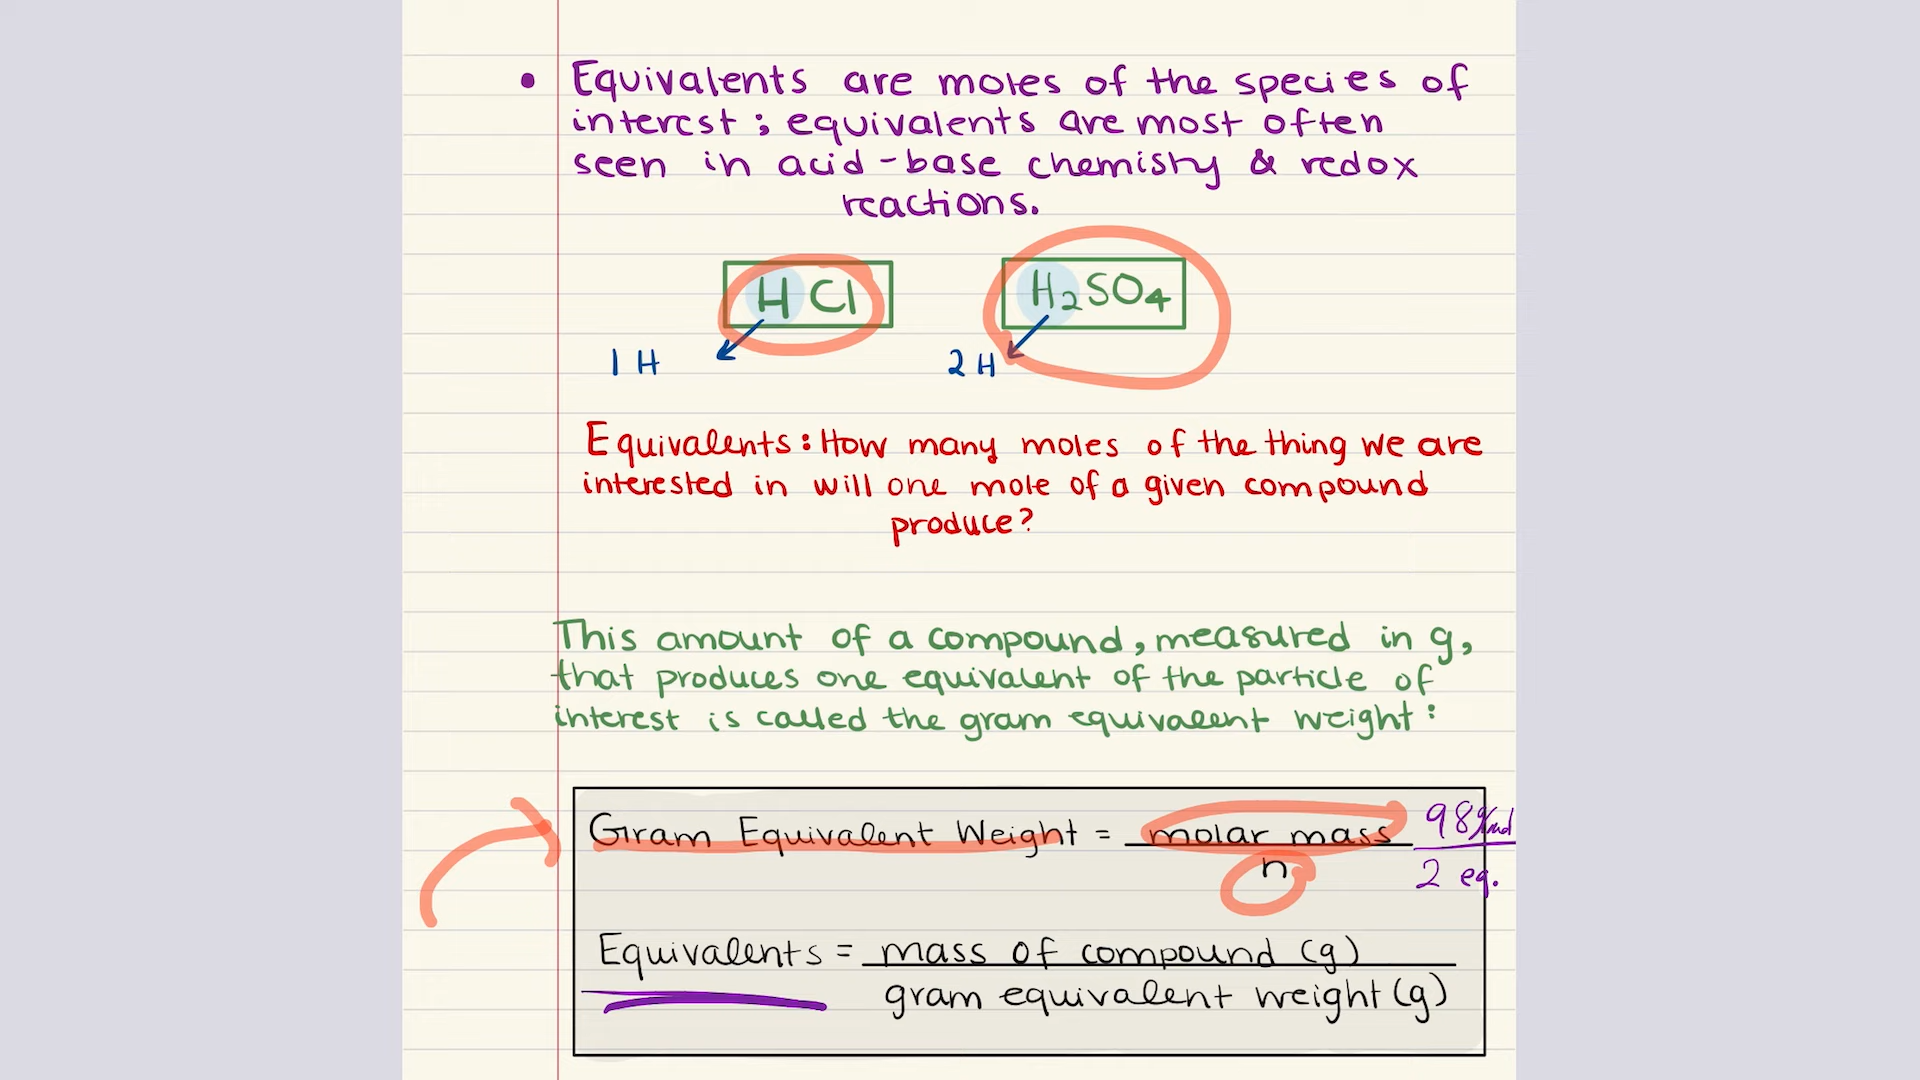 • Equivalents are moles of the species of
interest; equivalents are most often
seen in acid-base chemistry & redox
reactions.
HCl
H₂SO₄
1 H
2 H
Equivalents: How many moles of the thing we are
interested in will one mole of a given compound
produce?
This amount of a compound, measured in g,
that produces one equivalent of the particle of
interest is called the gram equivalent weight:
Gram Equivalent Weight = molar mass
n
98 g/mol
2 eq.
Equivalents = mass of compound (g)
gram equivalent weight (g)